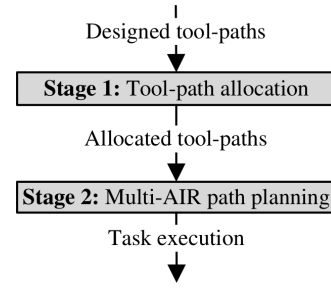 Designed tool-paths
Stage 1: Tool-path allocation
Allocated tool-paths
Stage 2: Multi-AIR path planning
Task execution